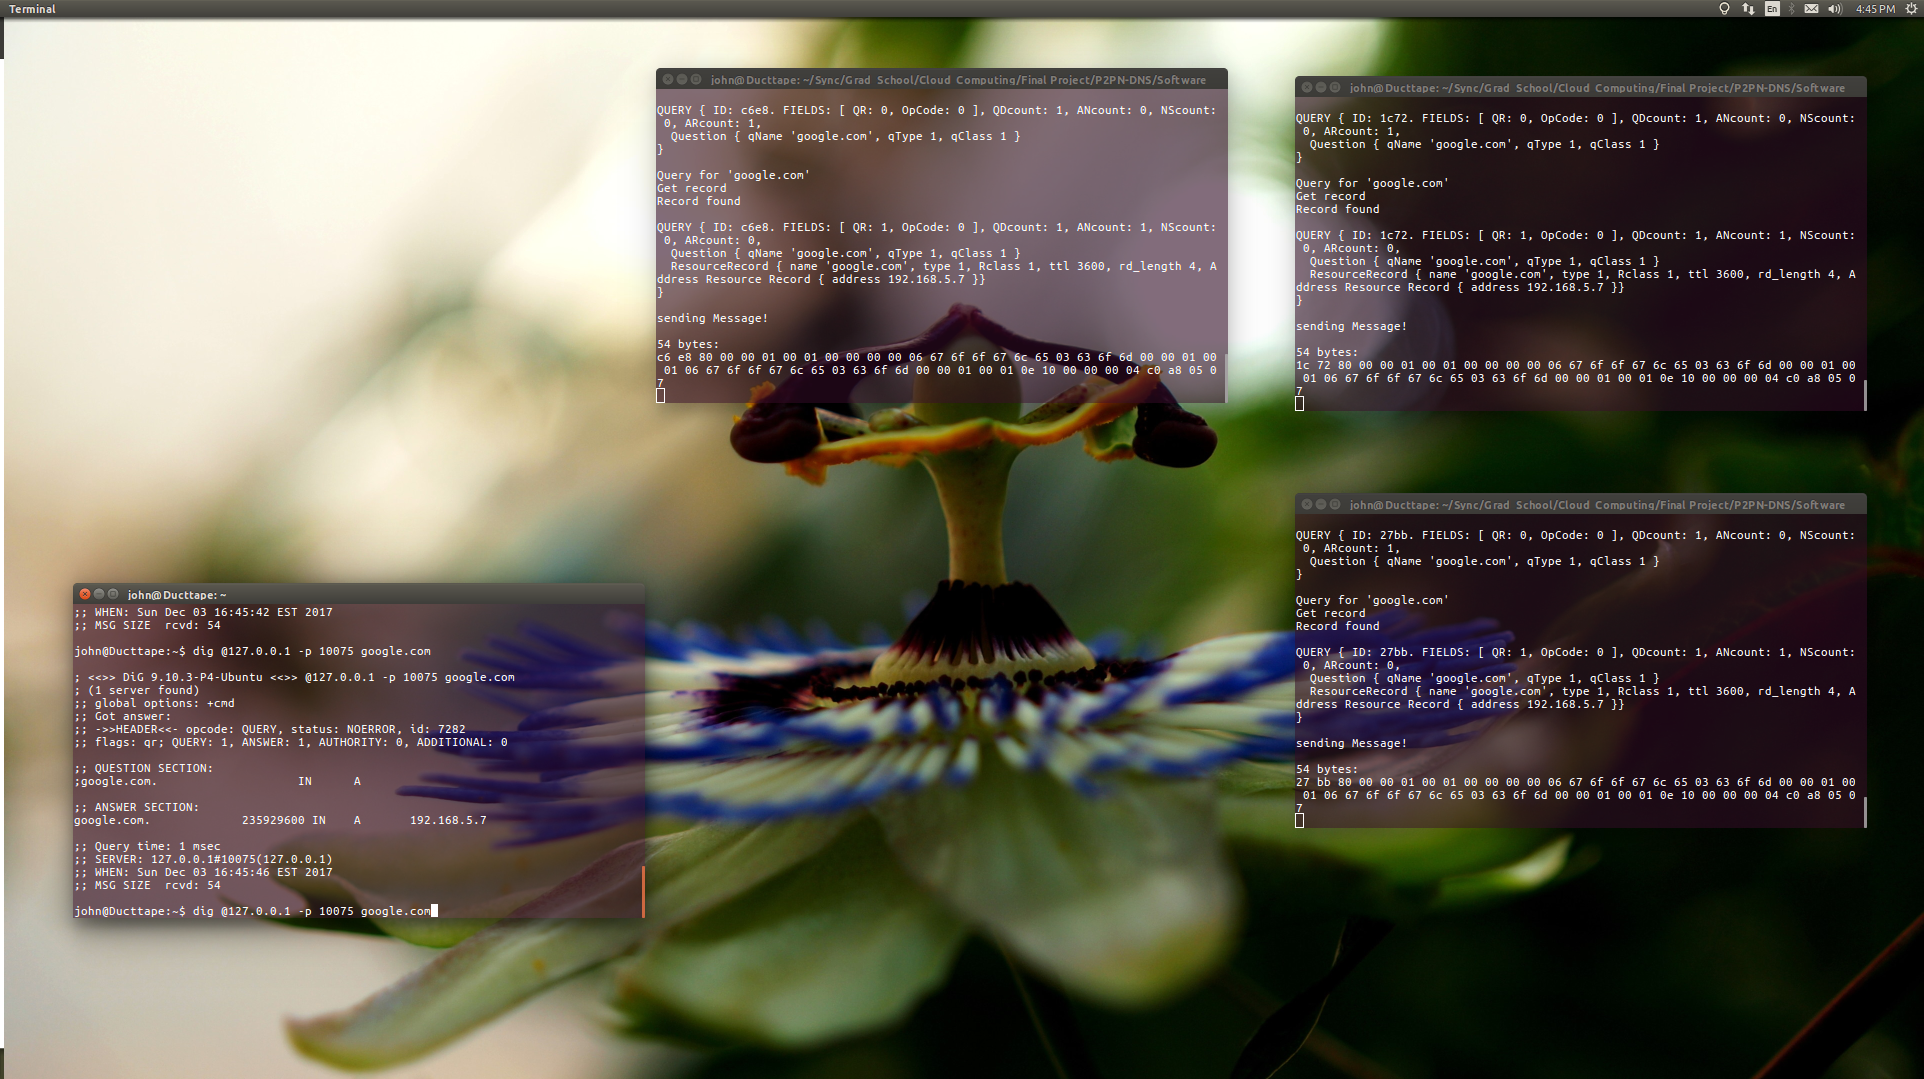 Terminal
En
4:45 PM
john@Ducttape: ~/Sync/Grad School/Cloud Computing/Final Project/P2PN-DNS/Software
QUERY { ID: c6e8. FIELDS: [ QR: 0, OpCode: 0 ], QDcount: 1, ANcount: 0, NScount:
 0, ARcount: 1,
  Question { qName 'google.com', qType 1, qClass 1 }
}
Query for 'google.com'
Get record
Record found
QUERY { ID: c6e8. FIELDS: [ QR: 1, OpCode: 0 ], QDcount: 1, ANcount: 1, NScount:
 0, ARcount: 0,
  Question { qName 'google.com', qType 1, qClass 1 }
  ResourceRecord { name 'google.com', type 1, Rclass 1, ttl 3600, rd_length 4, A
ddress Resource Record { address 192.168.5.7 }}
}
sending Message!
54 bytes:
c6 e8 80 00 00 01 00 01 00 00 00 00 06 67 6f 6f 67 6c 65 03 63 6f 6d 00 00 01 00
 01 06 67 6f 6f 67 6c 65 03 63 6f 6d 00 00 01 00 01 0e 10 00 00 00 04 c0 a8 05 0
7
john@Ducttape: ~/Sync/Grad School/Cloud Computing/Final Project/P2PN-DNS/Software
QUERY { ID: 1c72. FIELDS: [ QR: 0, OpCode: 0 ], QDcount: 1, ANcount: 0, NScount:
 0, ARcount: 1,
  Question { qName 'google.com', qType 1, qClass 1 }
}
Query for 'google.com'
Get record
Record found
QUERY { ID: 1c72. FIELDS: [ QR: 1, OpCode: 0 ], QDcount: 1, ANcount: 1, NScount:
 0, ARcount: 0,
  Question { qName 'google.com', qType 1, qClass 1 }
  ResourceRecord { name 'google.com', type 1, Rclass 1, ttl 3600, rd_length 4, A
ddress Resource Record { address 192.168.5.7 }}
}
sending Message!
54 bytes:
1c 72 80 00 00 01 00 01 00 00 00 00 06 67 6f 6f 67 6c 65 03 63 6f 6d 00 00 01 00
 01 06 67 6f 6f 67 6c 65 03 63 6f 6d 00 00 01 00 01 0e 10 00 00 00 04 c0 a8 05 0
7
john@Ducttape: ~/Sync/Grad School/Cloud Computing/Final Project/P2PN-DNS/Software
QUERY { ID: 27bb. FIELDS: [ QR: 0, OpCode: 0 ], QDcount: 1, ANcount: 0, NScount:
 0, ARcount: 1,
  Question { qName 'google.com', qType 1, qClass 1 }
}
Query for 'google.com'
Get record
Record found
QUERY { ID: 27bb. FIELDS: [ QR: 1, OpCode: 0 ], QDcount: 1, ANcount: 1, NScount:
 0, ARcount: 0,
  Question { qName 'google.com', qType 1, qClass 1 }
  ResourceRecord { name 'google.com', type 1, Rclass 1, ttl 3600, rd_length 4, A
ddress Resource Record { address 192.168.5.7 }}
}
sending Message!
54 bytes:
27 bb 80 00 00 01 00 01 00 00 00 00 06 67 6f 6f 67 6c 65 03 63 6f 6d 00 00 01 00
 01 06 67 6f 6f 67 6c 65 03 63 6f 6d 00 00 01 00 01 0e 10 00 00 00 04 c0 a8 05 0
7
john@Ducttape: ~
;; WHEN: Sun Dec 03 16:45:42 EST 2017
;; MSG SIZE  rcvd: 54
john@Ducttape:~$ dig @127.0.0.1 -p 10075 google.com
; <<>> DiG 9.10.3-P4-Ubuntu <<>> @127.0.0.1 -p 10075 google.com
; (1 server found)
;; global options: +cmd
;; Got answer:
;; ->>HEADER<<- opcode: QUERY, status: NOERROR, id: 7282
;; flags: qr; QUERY: 1, ANSWER: 1, AUTHORITY: 0, ADDITIONAL: 0
;; QUESTION SECTION:
;google.com. IN A
;; ANSWER SECTION:
google.com. 235929600 IN A 192.168.5.7
;; Query time: 1 msec
;; SERVER: 127.0.0.1#10075(127.0.0.1)
;; WHEN: Sun Dec 03 16:45:46 EST 2017
;; MSG SIZE  rcvd: 54
john@Ducttape:~$ dig @127.0.0.1 -p 10075 google.com